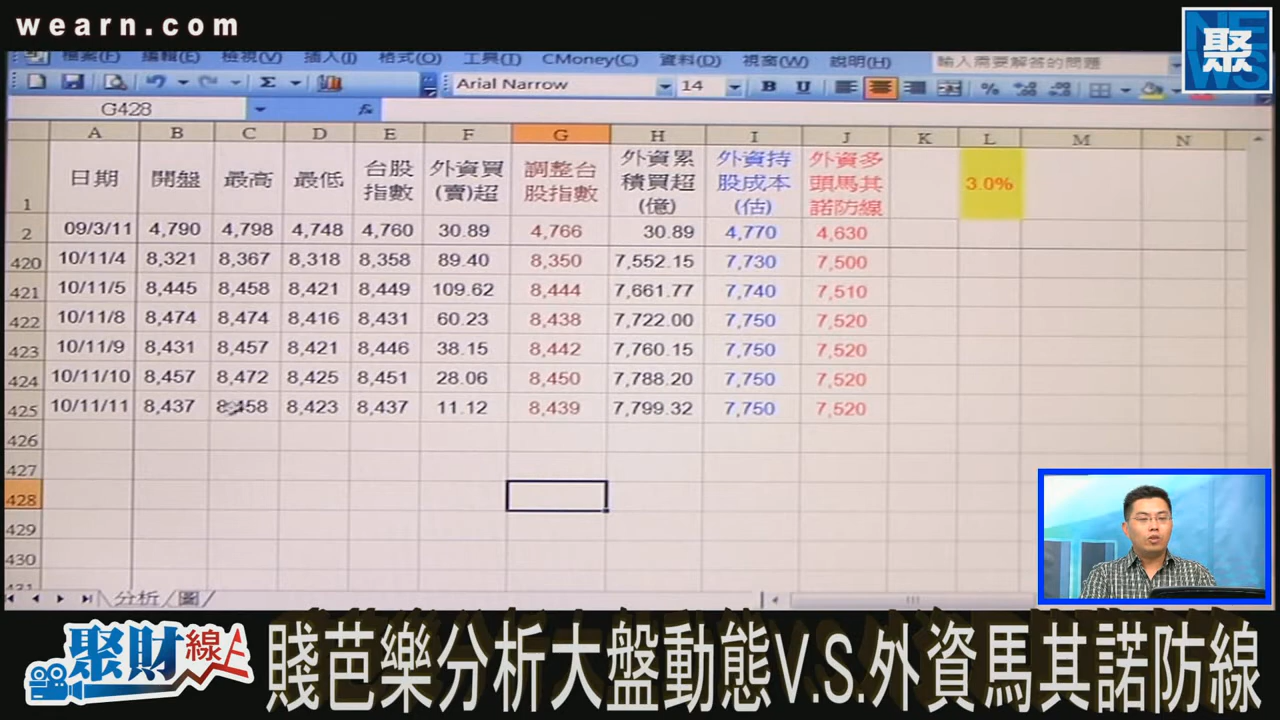 wearn.com
聚
NEWS
檔案(F) 編輯(E) 檢視(V) 插入(I) 格式(O) 工具(T) CMoney(C) 資料(D) 視窗(W) 說明(H) 輸入需要解答的問題
Σ Arial Narrow 14 B U %
G428 fx
A B C D E F G H I J K L M N
1 日期 開盤 最高 最低 台股指數 外資買(賣)超 調整台股指數 外資累積買超(億) 外資持股成本(估) 外資多頭馬其諾防線 3.0%
2 09/3/11 4,790 4,798 4,748 4,760 30.89 4,766 30.89 4,770 4,630
420 10/11/4 8,321 8,367 8,318 8,358 89.40 8,350 7,552.15 7,730 7,500
421 10/11/5 8,445 8,458 8,421 8,449 109.62 8,444 7,661.77 7,740 7,510
422 10/11/8 8,474 8,474 8,416 8,431 60.23 8,438 7,722.00 7,750 7,520
423 10/11/9 8,431 8,457 8,421 8,446 38.15 8,442 7,760.15 7,750 7,520
424 10/11/10 8,457 8,472 8,425 8,451 28.06 8,450 7,788.20 7,750 7,520
425 10/11/11 8,437 8,458 8,423 8,437 11.12 8,439 7,799.32 7,750 7,520
426
427
428
429
430
431
分析 圖
聚財線上
賤芭樂分析大盤動態V.S.外資馬其諾防線